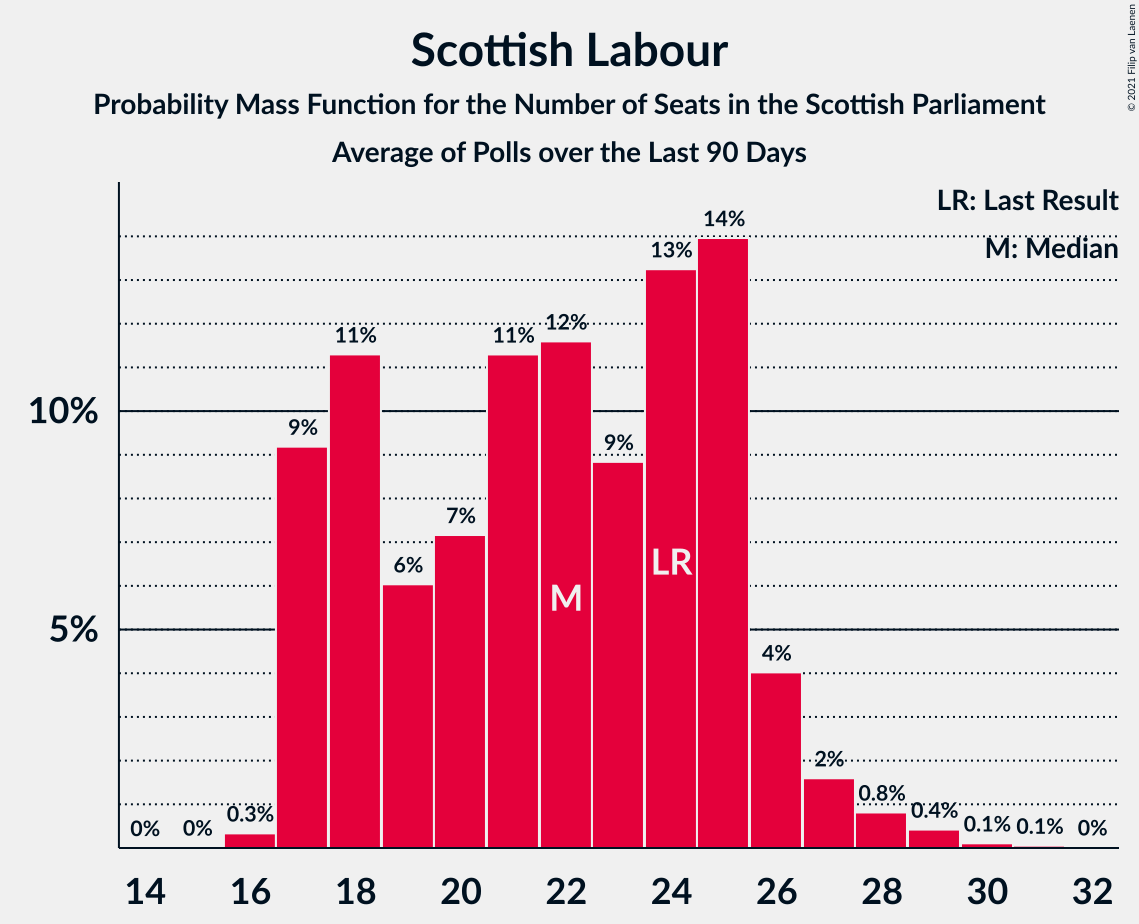 Scottish Labour
Probability Mass Function for the Number of Seats in the Scottish Parliament
Average of Polls over the Last 90 Days
© 2021 Filip van Laenen
LR: Last Result
M: Median
10%
5%
0%
0%
0.3%
9%
11%
6%
7%
11%
12%
9%
13%
14%
4%
2%
0.8%
0.4%
0.1%
0.1%
0%
M
LR
14 16 18 20 22 24 26 28 30 32